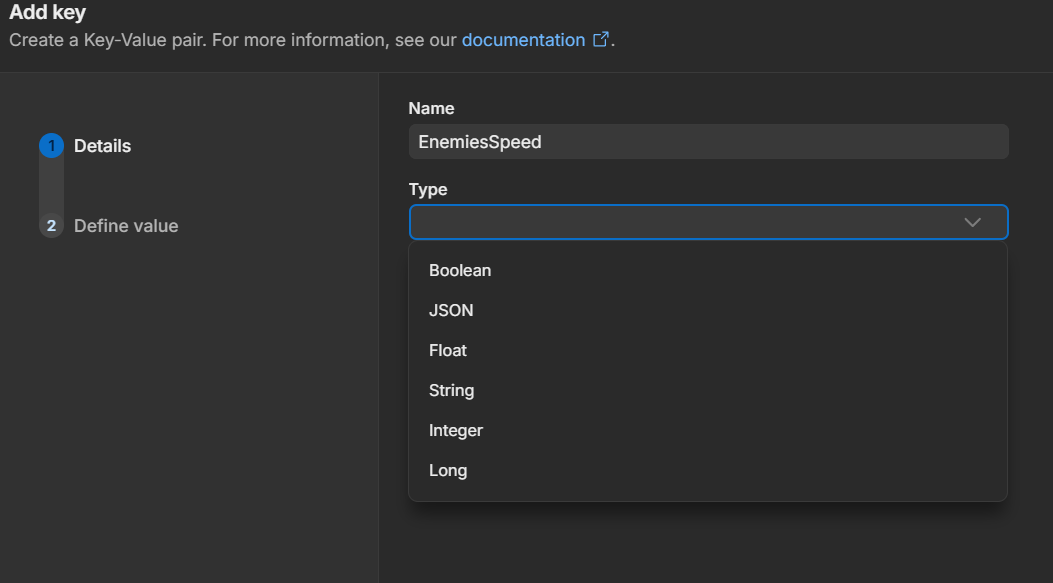 Add key
Create a Key-Value pair. For more information, see our documentation.
Name
EnemiesSpeed
1 Details
Type
2 Define value
Boolean
JSON
Float
String
Integer
Long